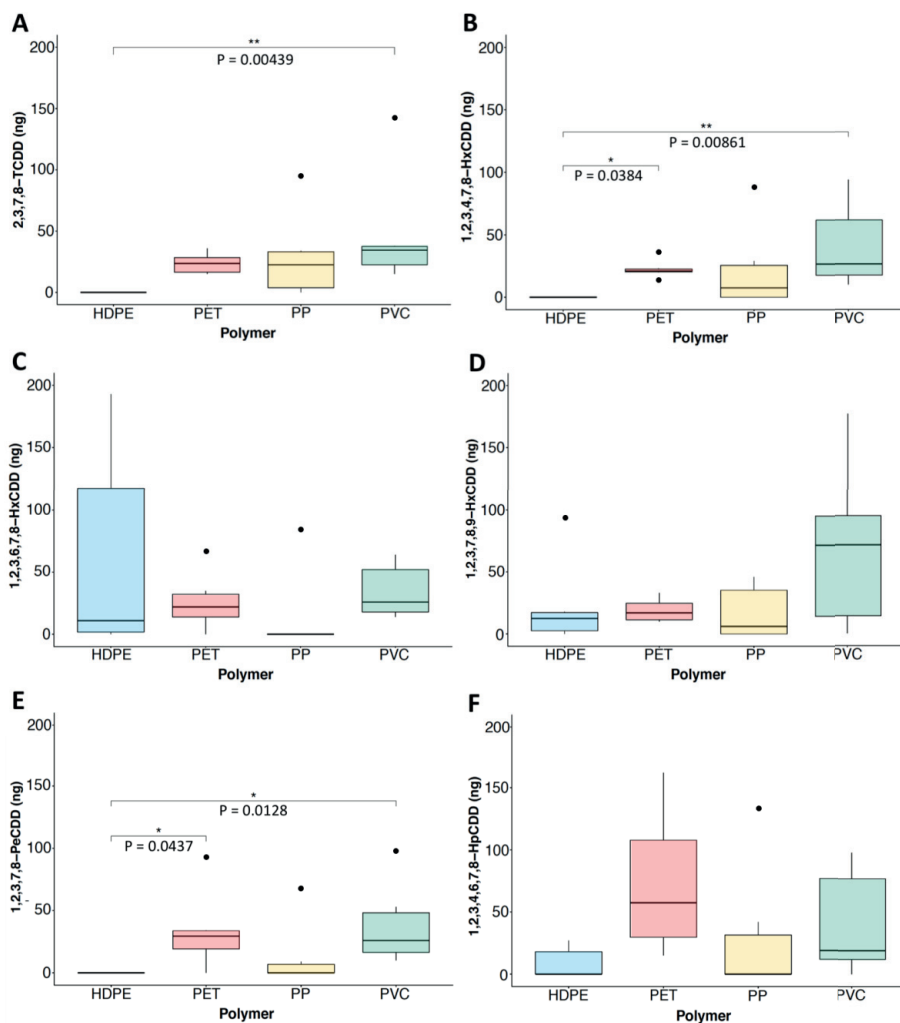 A
2,3,7,8–TCDD (ng)
200
150
100
50
0
**
P = 0.00439
HDPE PET PP PVC
Polymer
B
1,2,3,4,7,8–HxCDD (ng)
200
150
100
50
0
**
P = 0.00861
*
P = 0.0384
HDPE PET PP PVC
Polymer
C
1,2,3,6,7,8–HxCDD (ng)
200
150
100
50
0
HDPE PET PP PVC
Polymer
D
1,2,3,7,8,9–HxCDD (ng)
200
150
100
50
0
HDPE PET PP PVC
Polymer
E
1,2,3,7,8–PeCDD (ng)
200
150
100
50
0
*
P = 0.0128
*
P = 0.0437
HDPE PET PP PVC
Polymer
F
1,2,3,4,6,7,8–HpCDD (ng)
200
150
100
50
0
HDPE PET PP PVC
Polymer